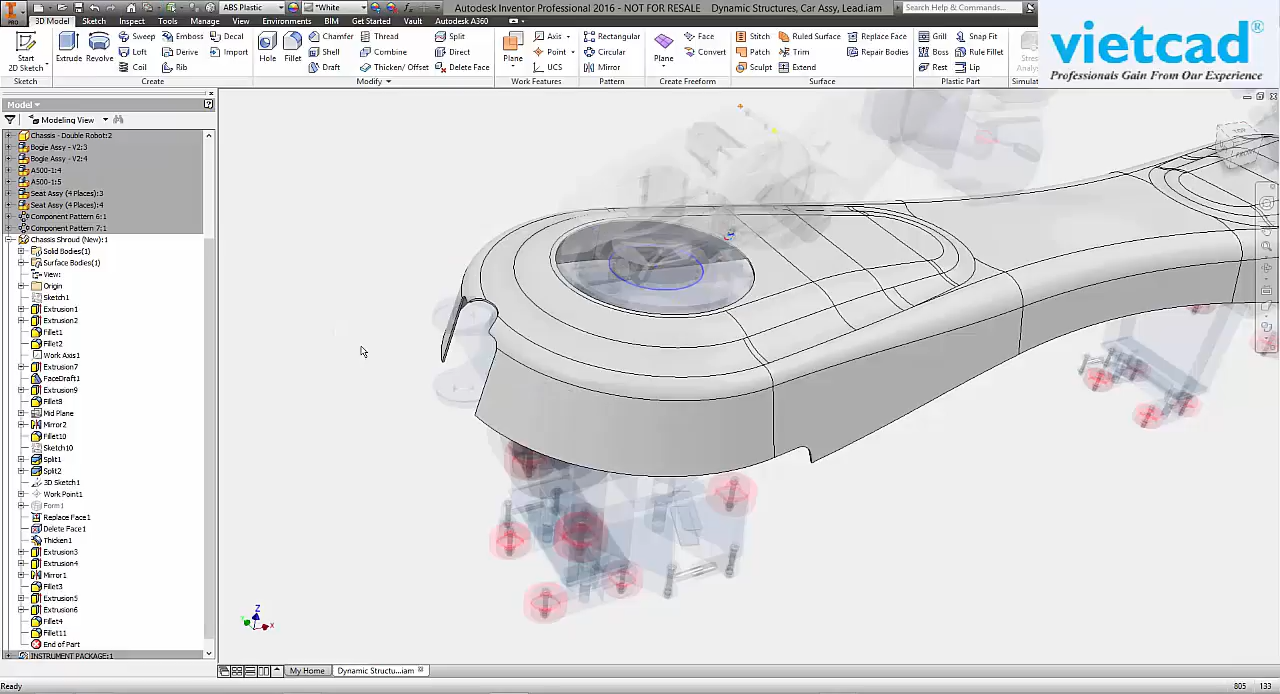 ABS Plastic
*White
Autodesk Inventor Professional 2016 - NOT FOR RESALE
Dynamic Structures, Car Assy, Lead.iam
Search Help & Commands...
PRO
3D Model
Sketch
Inspect
Tools
Manage
View
Environments
BIM
Get Started
Vault
Autodesk A360
Start
2D Sketch
Extrude
Revolve
Sweep
Loft
Coil
Emboss
Derive
Rib
Decal
Import
Hole
Fillet
Chamfer
Shell
Draft
Thread
Combine
Thicken/ Offset
Split
Direct
Delete Face
Plane
Axis
Point
UCS
Rectangular
Circular
Mirror
Plane
Face
Convert
Stitch
Patch
Sculpt
Ruled Surface
Trim
Extend
Replace Face
Repair Bodies
Grill
Boss
Rest
Snap Fit
Rule Fillet
Lip
Sketch
Create
Modify
Work Features
Pattern
Create Freeform
Surface
Plastic Part
vietcad®
Professionals Gain From Our Experience
Model
Modeling View
Chassis - Double Robot:2
Bogie Assy - V2:3
Bogie Assy - V2:4
A500-1:4
A500-1:5
Seat Assy (4 Places):3
Seat Assy (4 Places):4
Component Pattern 6:1
Component Pattern 7:1
Chassis Shroud (New):1
Solid Bodies(1)
Surface Bodies(1)
View:
Origin
Sketch1
Extrusion1
Extrusion2
Fillet1
Fillet2
Work Axis1
Extrusion7
FaceDraft1
Extrusion9
Fillet8
Mid Plane
Mirror2
Fillet10
Sketch10
Split1
Split2
3D Sketch1
Work Point1
Form1
Replace Face1
Delete Face1
Thicken1
Extrusion3
Extrusion4
Mirror1
Fillet3
Extrusion5
Extrusion6
Fillet4
Fillet11
End of Part
INSTRUMENT PACKAGE:1
Z
X
My Home
Dynamic Structu...iam
Ready
805
133